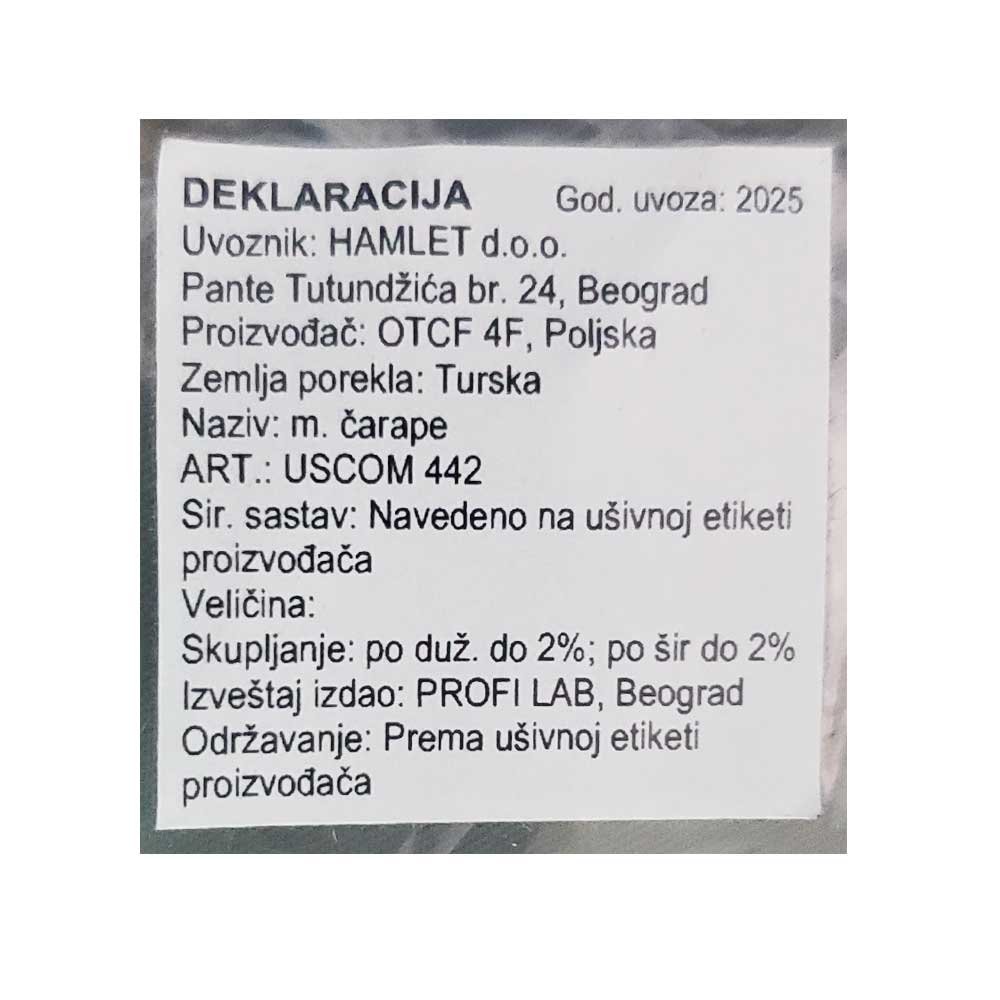 DEKLARACIJA God. uvoza: 2025
Uvoznik: HAMLET d.o.o.
Pante Tutundžića br. 24, Beograd
Proizvođač: OTCF 4F, Poljska
Zemlja porekla: Turska
Naziv: m. čarape
ART.: USCOM 442
Sir. sastav: Navedeno na ušivnoj etiketi
proizvođača
Veličina:
Skupljanje: po duž. do 2%; po šir do 2%
Izveštaj izdao: PROFI LAB, Beograd
Održavanje: Prema ušivnoj etiketi
proizvođača